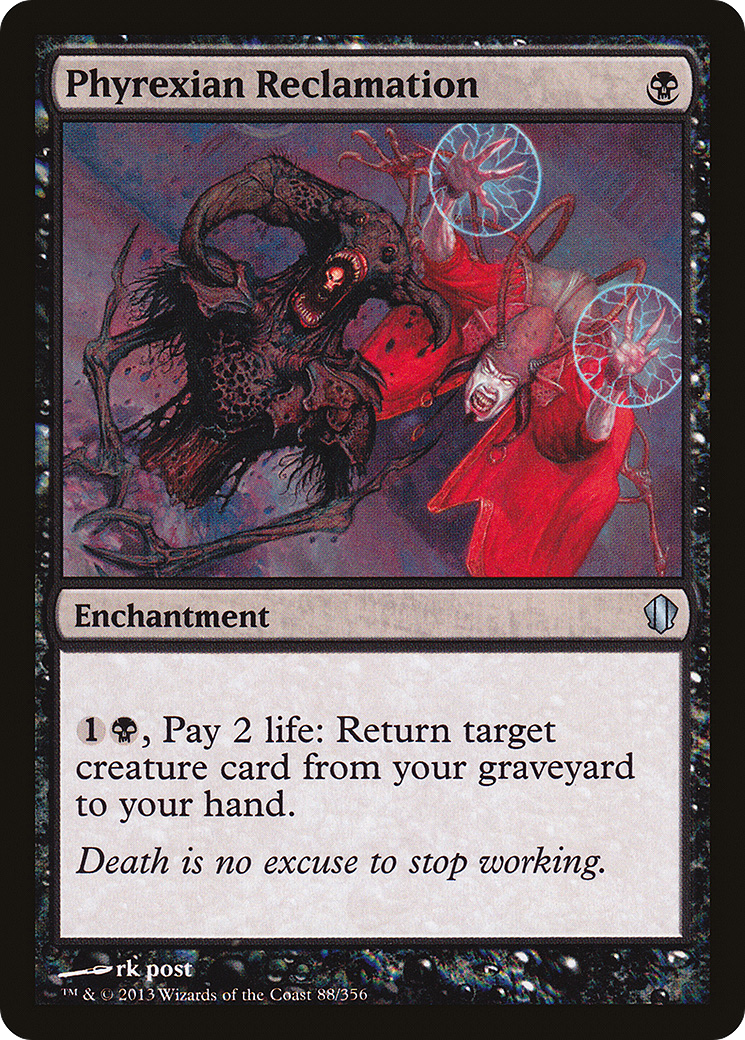 Phyrexian Reclamation
Enchantment
1, Pay 2 life: Return target
creature card from your graveyard
to your hand.
Death is no excuse to stop working.
rk post
™ & © 2013 Wizards of the Coast 88/356